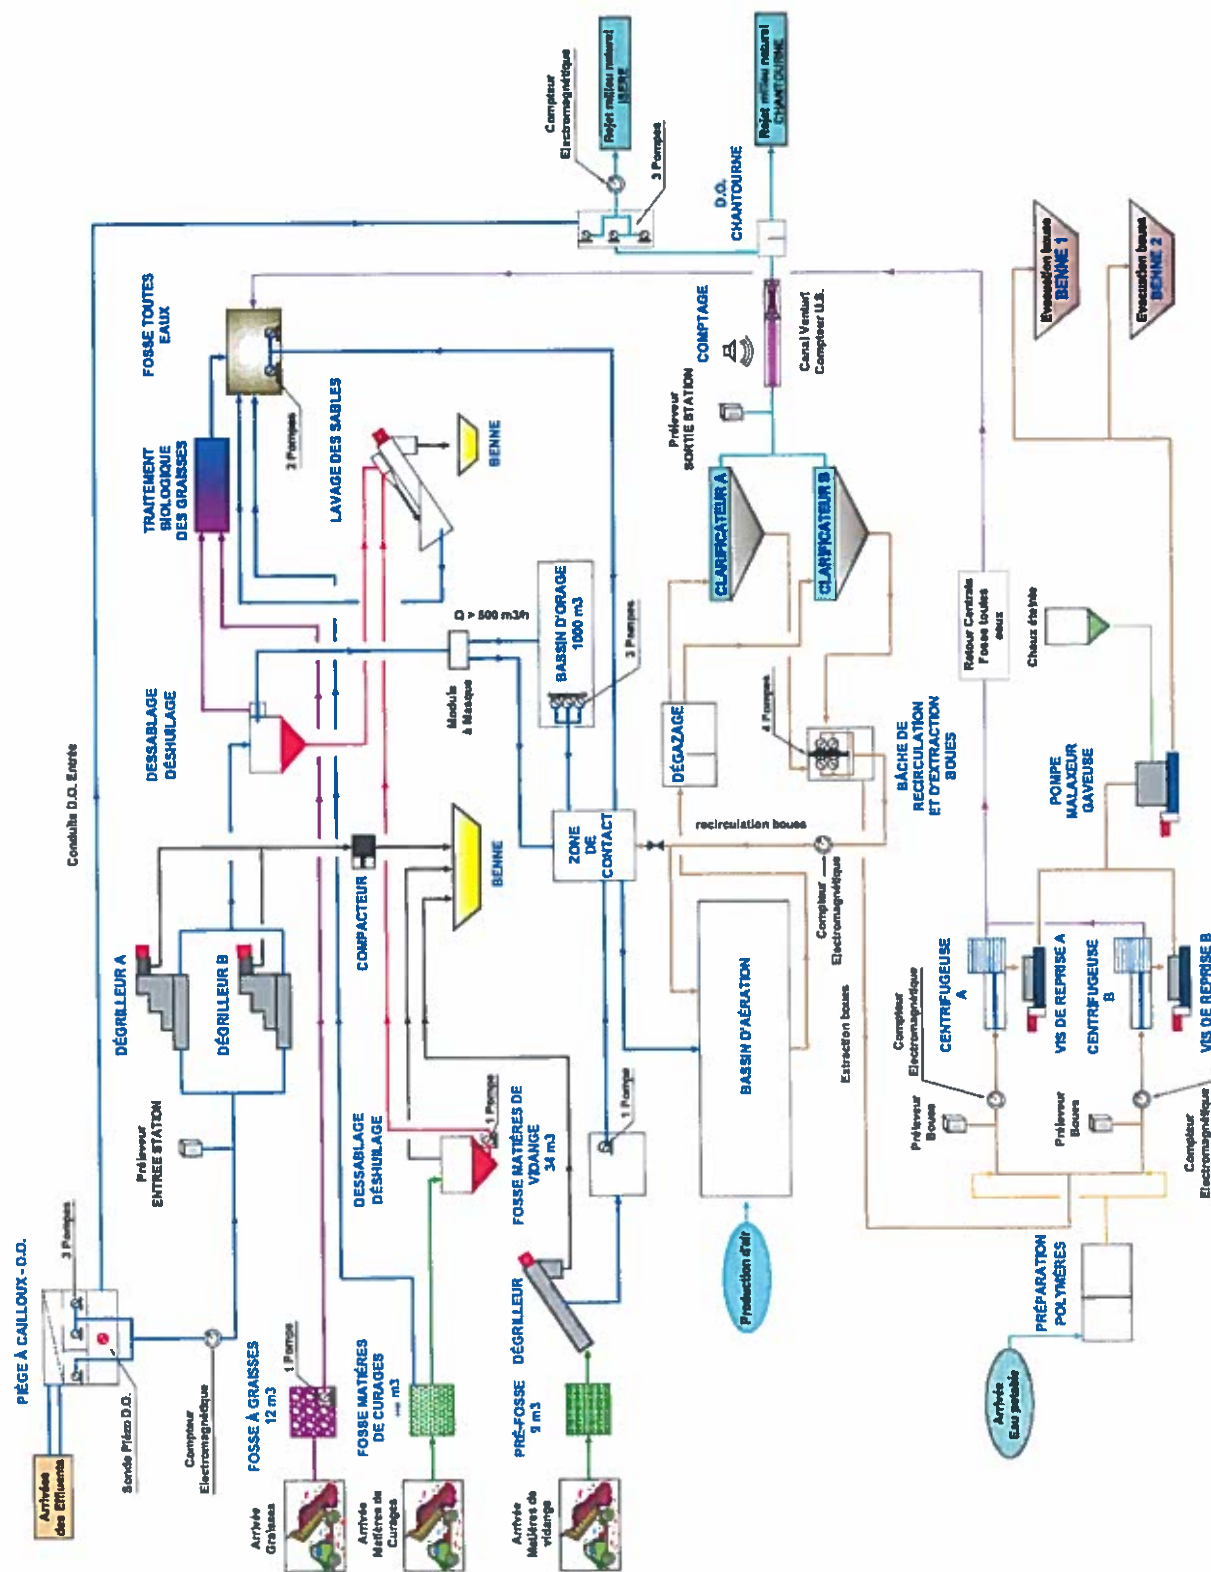 Arrivées
des Effluents
PIÈGE À CAILLOUX - D.O.
3 Pompes
Sonde Piézo D.O.
Compteur
Electromagnétique
Préleveur
ENTREE STATION
Conduite D.O. Entrée
DÉGRILLEUR A
DÉGRILLEUR B
COMPACTEUR
BENNE
DESSABLAGE
DÉSHUILAGE
TRAITEMENT
BIOLOGIQUE
DES GRAISSES
FOSSE TOUTES
EAUX
2 Pompes
LAVAGE DES SABLES
BENNE
Compteur
Electromagnétique
Rejet milieu naturel
ISERE
3 Pompes
D.O.
CHANTOURNE
Rejet milieu naturel
CHANTOURNE
Arrivée
Graisses
FOSSE À GRAISSES
12 m3
1 Pompe
Arrivée
Matières de
Curages
FOSSE MATIÈRES
DE CURAGES
m3
DESSABLAGE
DÉSHUILAGE
1 Pompe
Arrivée
Matières de
vidange
PRÉ-FOSSE
9 m3
DÉGRILLEUR
FOSSE MATIÈRES DE
VIDANGE
34 m3
1 Pompe
Module
à Masque
Q > 500 m3/h
BASSIN D'ORAGE
1000 m3
3 Pompes
ZONE
DE
CONTACT
Production d'air
BASSIN D'AÉRATION
DÉGAZAGE
recirculation boues
Compteur
Electromagnétique
Extraction boues
4 Pompes
BÂCHE DE
RECIRCULATION
ET D'EXTRACTION
BOUES
CLARIFICATEUR A
CLARIFICATEUR B
Préleveur
SORTIE STATION
COMPTAGE
Canal Venturi
Compteur U.S.
Arrivée
Eau potable
PRÉPARATION
POLYMÈRES
Préleveur
Boues
Compteur
Electromagnétique
CENTRIFUGEUSE
A
VIS DE REPRISE A
Préleveur
Boues
Compteur
Electromagnétique
CENTRIFUGEUSE
B
VIS DE REPRISE B
POMPE
MALAXEUR
GAVEUSE
Chaux éteinte
Retour Centrats
Fosse toutes
eaux
Evacuation boues
BENNE 1
Evacuation boues
BENNE 2